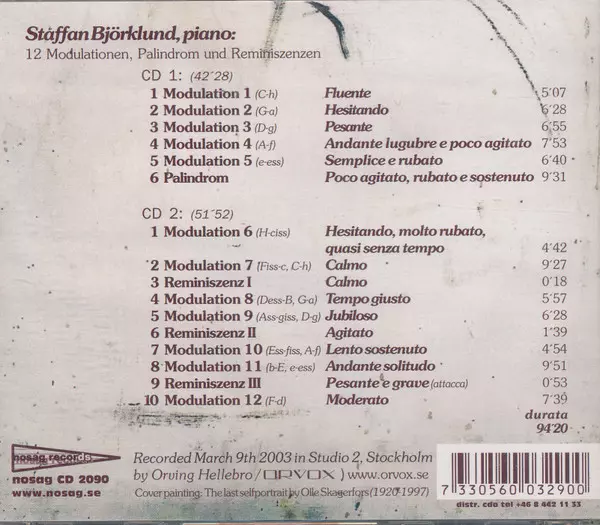 Staffan Björklund, piano:
12 Modulationen, Palindrom und Reminiszenzen
CD 1: (42´28)
1 Modulation 1 (C-h) Fluente 5´07
2 Modulation 2 (G-a) Hesitando 6´28
3 Modulation 3 (D-g) Pesante 6´55
4 Modulation 4 (A-f) Andante lugubre e poco agitato 7´53
5 Modulation 5 (e-ess) Semplice e rubato 6´40
6 Palindrom Poco agitato, rubato e sostenuto 9´31
CD 2: (51´52)
1 Modulation 6 (H-ciss) Hesitando, molto rubato,
quasi senza tempo 4´42
2 Modulation 7 (Fiss-c, C-h) Calmo 9´27
3 Reminiszenz I Calmo 0´18
4 Modulation 8 (Dess-B, G-a) Tempo giusto 5´57
5 Modulation 9 (Ass-giss, D-g) Jubiloso 6´28
6 Reminiszenz II Agitato 1´39
7 Modulation 10 (Ess-fiss, A-f) Lento sostenuto 4´54
8 Modulation 11 (b-E, e-ess) Andante solitudo 9´51
9 Reminiszenz III Pesante e grave (attacca) 0´53
10 Modulation 12 (F-d) Moderato 7´39
durata
94´20
nosag records
nosag CD 2090
www.nosag.se
Recorded March 9th 2003 in Studio 2, Stockholm
by Orving Hellebro/ORVOX) www.orvox.se
Cover painting: The last selfportrait by Olle Skagerfors (1920-1997)
7 330560 032900
distr. cda tel +46 8 442 11 53